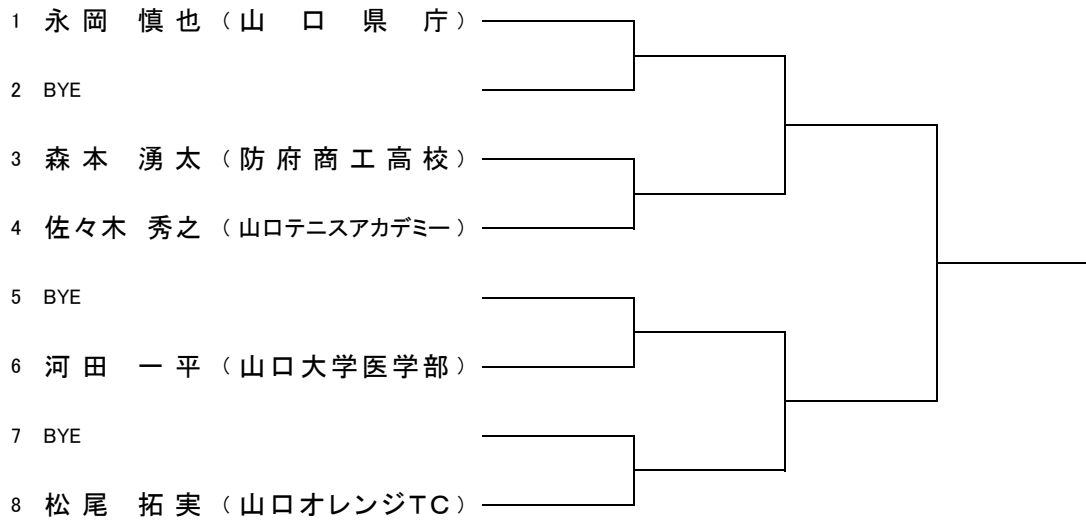 1 永岡 慎也 (山口県庁)
2 BYE
3 森本 湧太 (防府商工高校)
4 佐々木 秀之 (山口テニスアカデミー)
5 BYE
6 河田 一平 (山口大学医学部)
7 BYE
8 松尾 拓実 (山口オレンジTC)